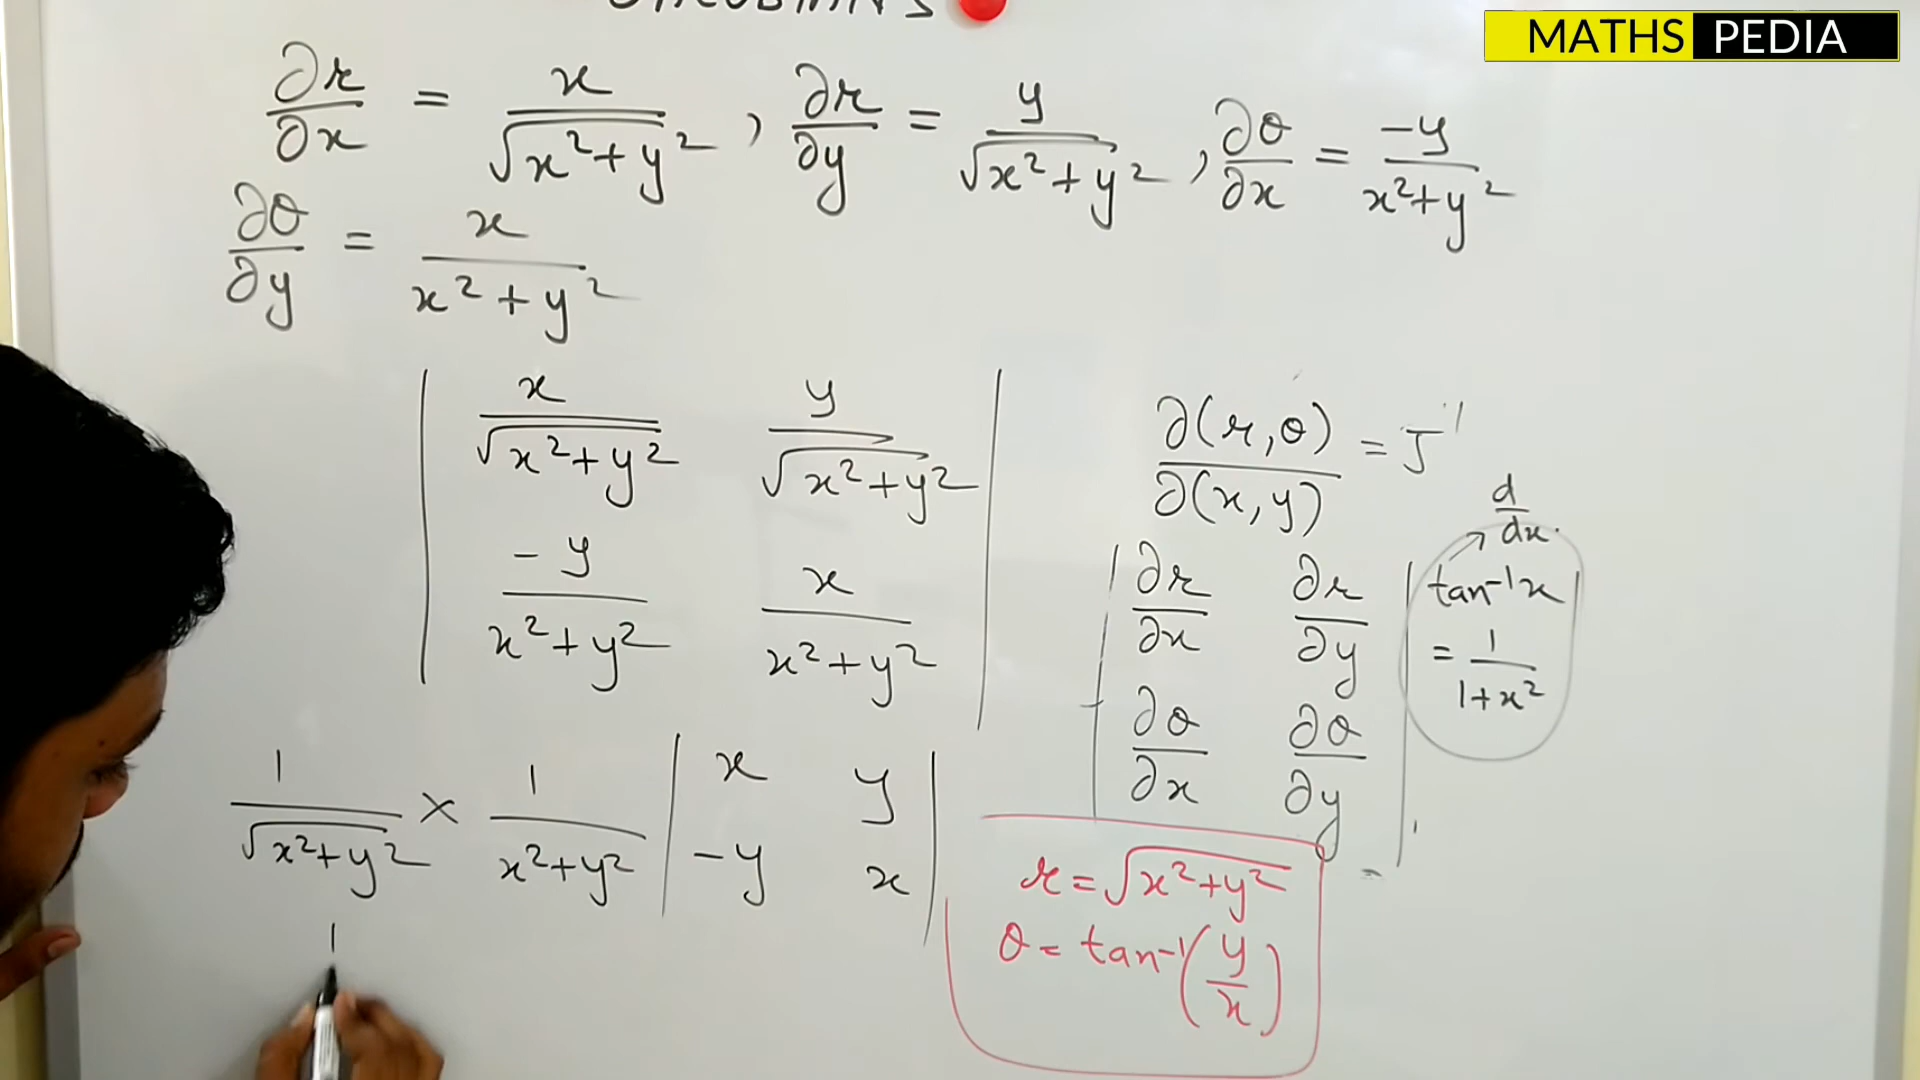 MATHS PEDIA
∂r/∂x = x/√(x²+y²) , ∂r/∂y = y/√(x²+y²) , ∂θ/∂x = -y/(x²+y²)
∂θ/∂y = x/(x²+y²)
| x/√(x²+y²) y/√(x²+y²) |
| -y/(x²+y²) x/(x²+y²) |
∂(r,θ)/∂(x,y) = J'
| ∂r/∂x ∂r/∂y |
| ∂θ/∂x ∂θ/∂y | =
d/dx
tan⁻¹x
= 1/(1+x²)
1/√(x²+y²) × 1/(x²+y²) | x y |
| -y x |
1
r = √(x²+y²)
θ = tan⁻¹(y/x)